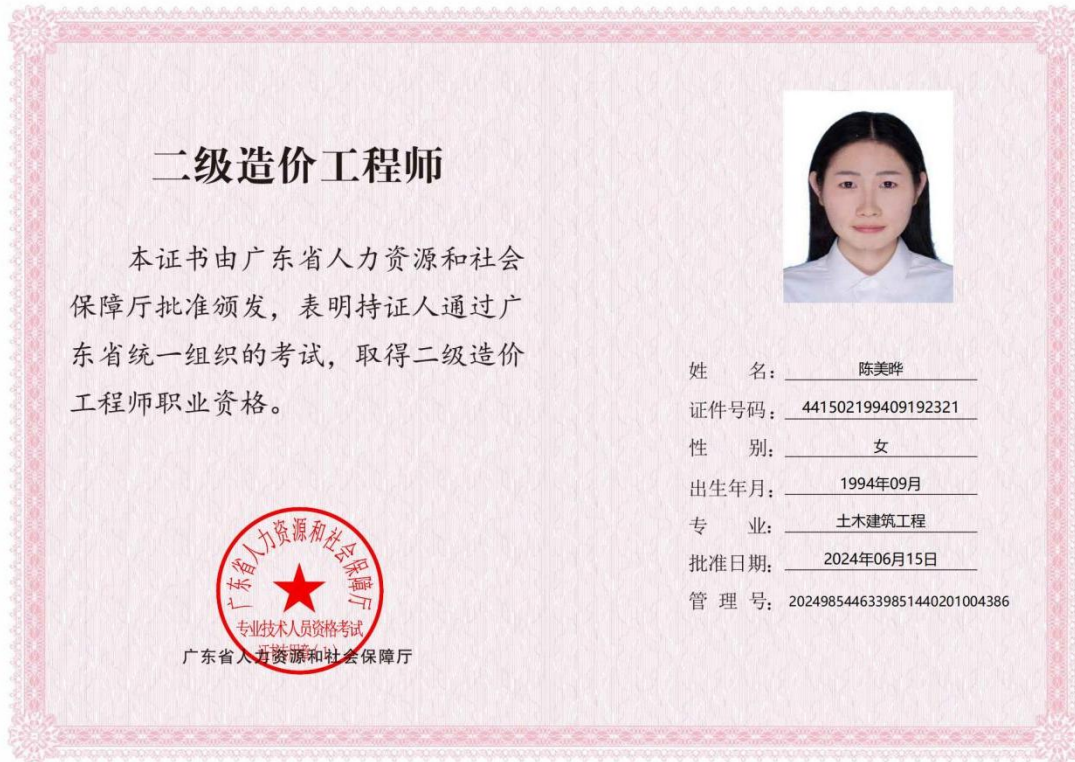 二级造价工程师
本证书由广东省人力资源和社会
保障厅批准颁发，表明持证人通过广
东省统一组织的考试，取得二级造价
工程师职业资格。
广东省人力资源和社会保障厅
专业技术人员资格考试
广东省人力资源和社会保障厅
姓名：陈美晔
证件号码：441502199409192321
性别：女
出生年月：1994年09月
专业：土木建筑工程
批准日期：2024年06月15日
管理号：2024985446339851440201004386